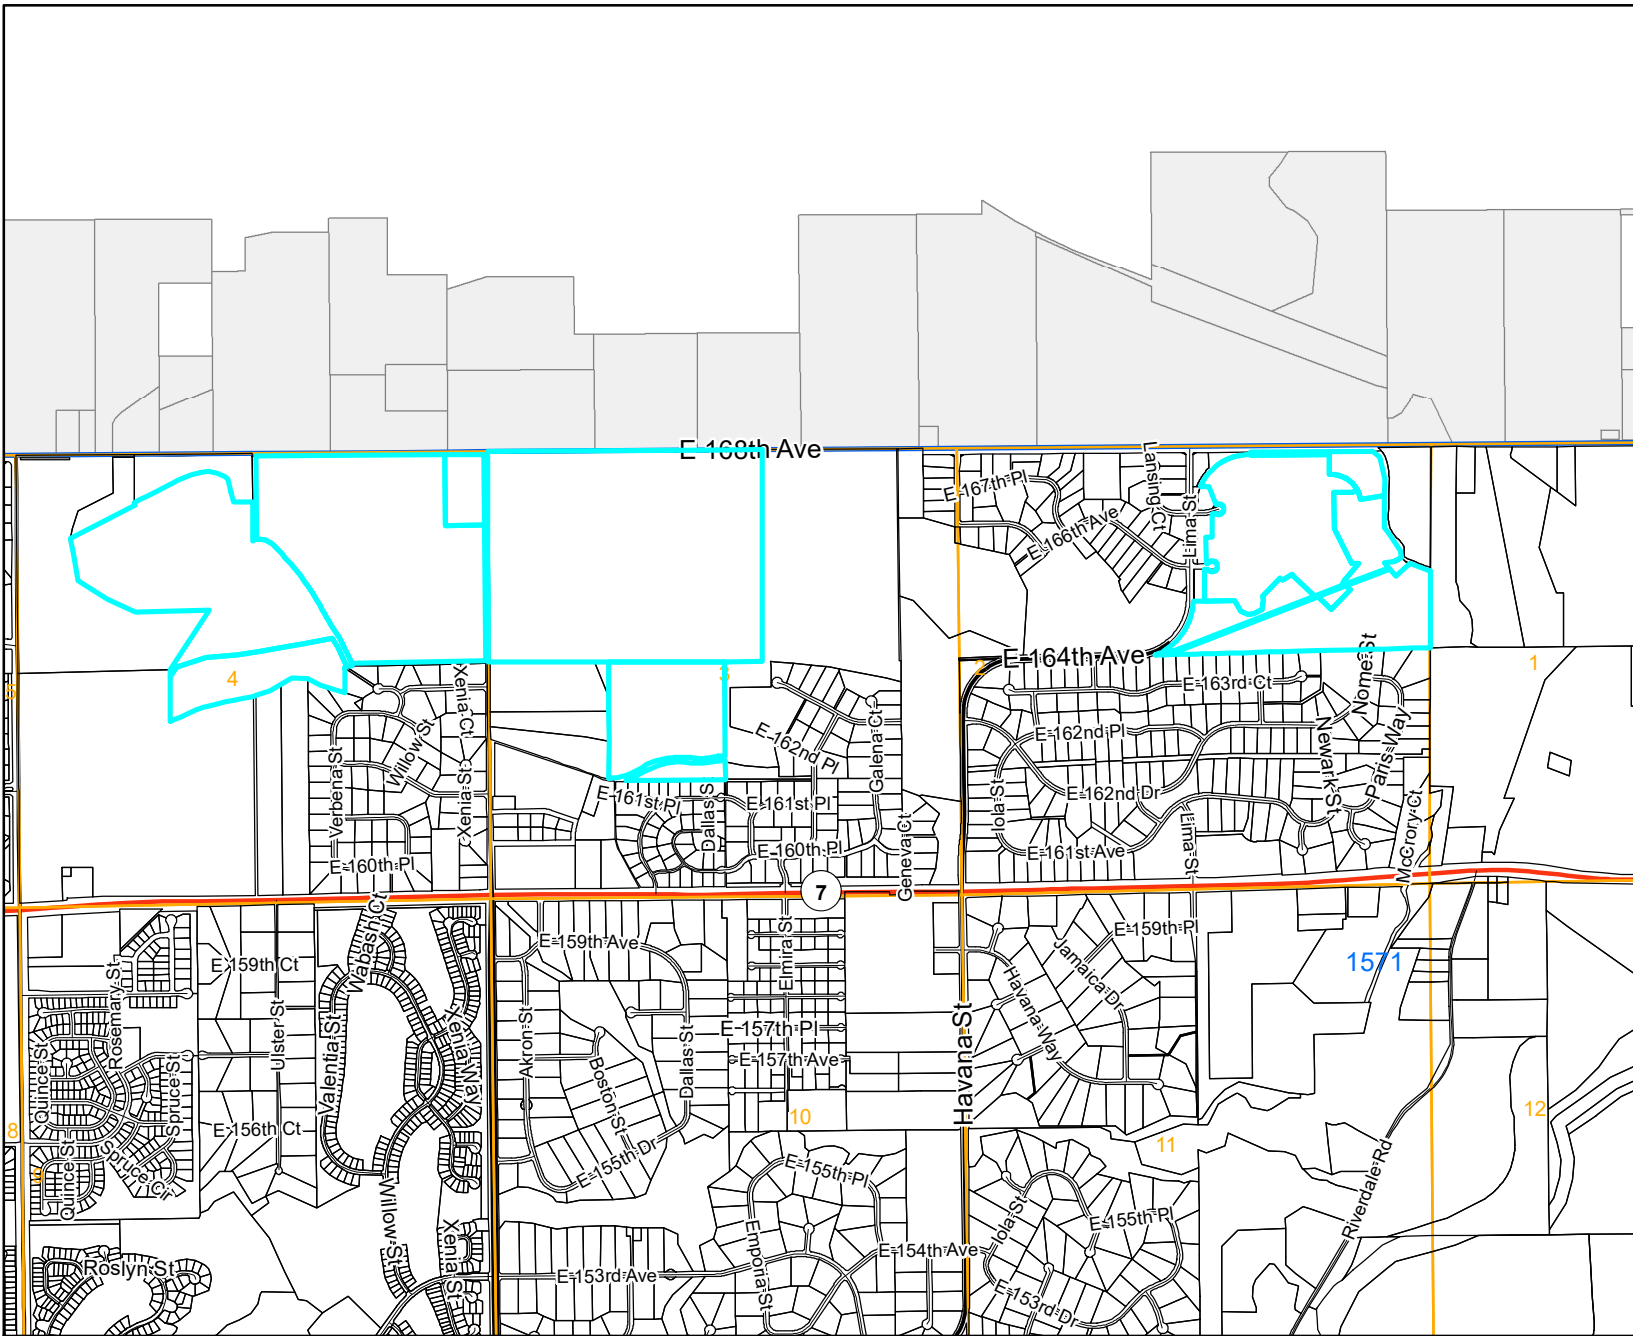 E 168th Ave
Lansing Ct
E 167th Pl
E 166th Ave
Lima St
E 164th Ave
Nome St
2
1
4
3
5
E 163rd Ct
Xenia Ct
Willow St
Verbena St
Xenia St
E 162nd Pl
Galena Ct
E 162nd Pl
Newark St
Paris Way
E 161st Pl
Dallas S
E 161st Pl
E 162nd Dr
Iola St
Lima St
McCrory Ct
E 160th Pl
E 160th Pl
Geneva Ct
E 161st Ave
7
Wabash Ct
E 159th Ct
E 159th Ave
Elmira St
E 159th Pl
Jamaica Dr
Havana Way
1571
Rosemary St
Ulster St
Valentia St
Xenia Way
Akron St
E 157th Pl
E 157th Ave
Dallas St
Boston St
Havana St
Quince St
Spruce St
E 156th Ct
8
10
11
12
9
Quince St
Spruce Cir
E 155th Dr
E 155th Pl
Riverdale Rd
Willow St
Xenia St
Iola St
E 155th Pl
Emporia St
E 154th Ave
Roslyn St
E 153rd Ave
E 153rd Dr